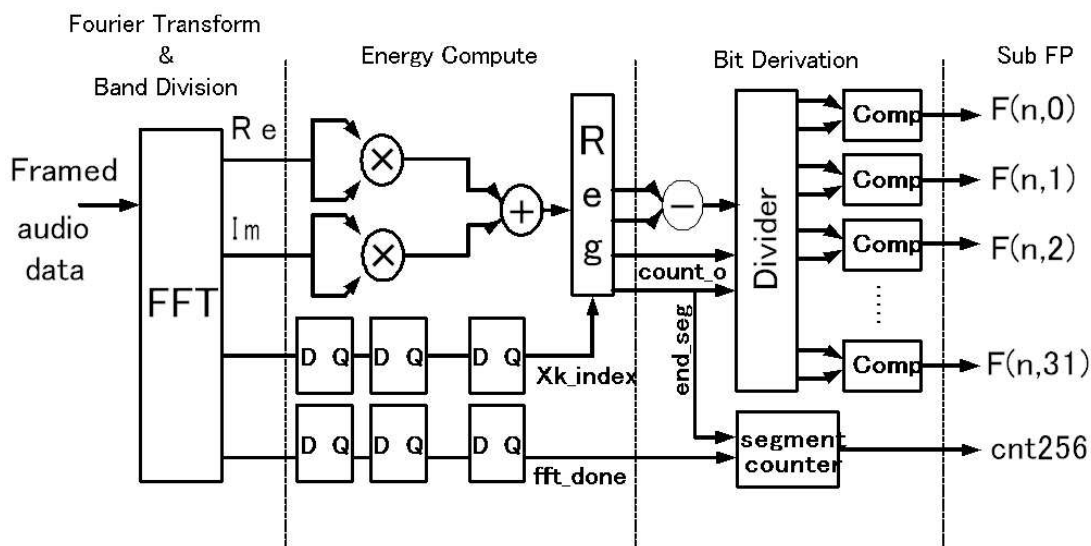 Fourier Transform
&
Band Division
Energy Compute
Bit Derivation
Sub FP
Framed
audio
data
FFT
Re
Im
×
×
+
Reg
−
count_o
end_seg
Divider
Comp
Comp
Comp
Comp
F(n,0)
F(n,1)
F(n,2)
......
F(n,31)
D Q
D Q
D Q
Xk_index
D Q
D Q
D Q
fft_done
segment
counter
cnt256